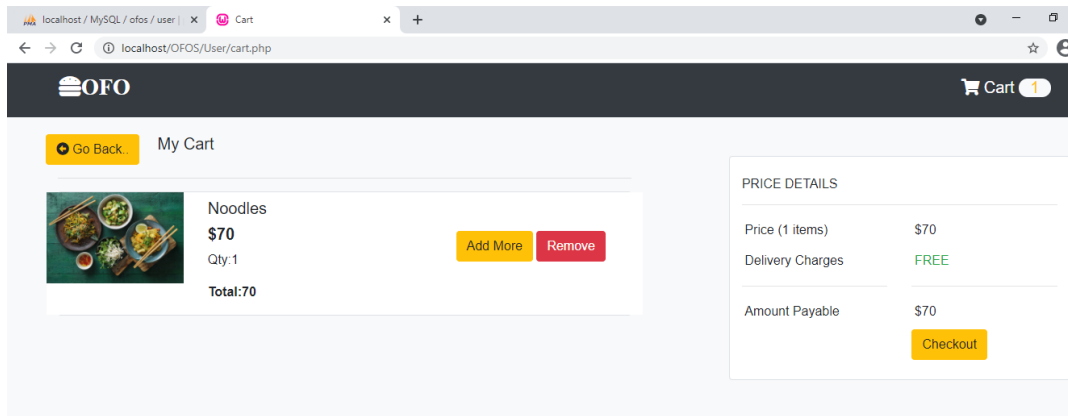 localhost / MySQL / ofos / user |
Cart
localhost/OFOS/User/cart.php
OFO
Cart 1
Go Back..
My Cart
Noodles
$70
Qty:1
Total:70
Add More
Remove
PRICE DETAILS
Price (1 items) $70
Delivery Charges FREE
Amount Payable $70
Checkout